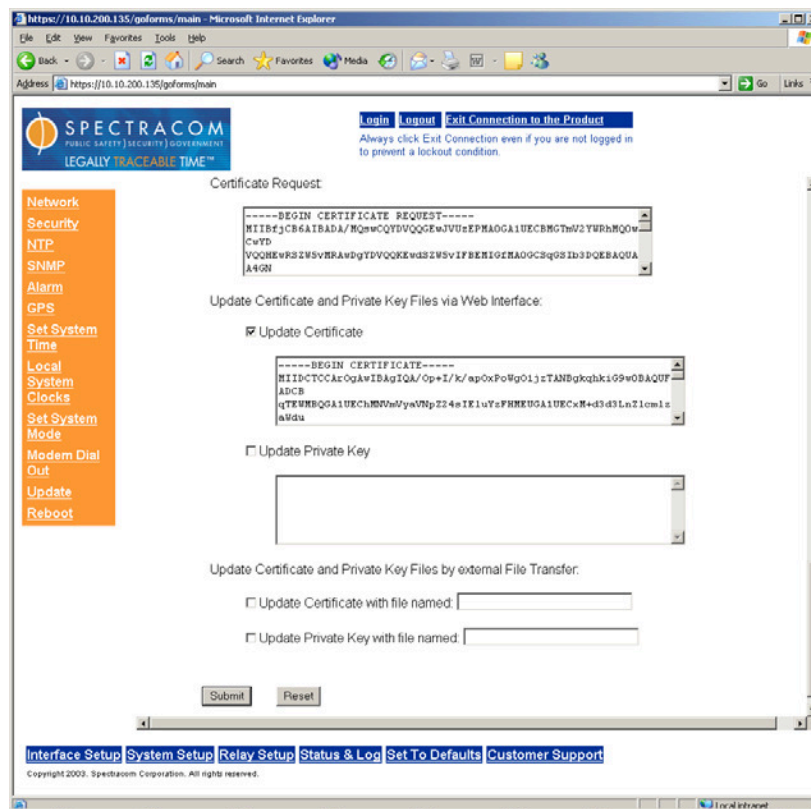 https://10.10.200.135/goforms/main - Microsoft Internet Explorer
File Edit View Favorites Tools Help
Back Search Favorites Media
Address https://10.10.200.135/goforms/main Go Links
SPECTRACOM
PUBLIC SAFETY ] SECURITY ] GOVERNMENT
LEGALLY TRACEABLE TIME™
Login Logout Exit Connection to the Product
Always click Exit Connection even if you are not logged in
to prevent a lockout condition.
Network
Security
NTP
SNMP
Alarm
GPS
Set System
Time
Local
System
Clocks
Set System
Mode
Modem Dial
Out
Update
Reboot
Certificate Request:
-----BEGIN CERTIFICATE REQUEST-----
CwYD
A4GN
Update Certificate and Private Key Files via Web Interface:
Update Certificate
-----BEGIN CERTIFICATE-----
ADCB
aWdu
Update Private Key
Update Certificate and Private Key Files by external File Transfer:
Update Certificate with file named:
Update Private Key with file named:
Submit Reset
Interface Setup System Setup Relay Setup Status & Log Set To Defaults Customer Support
Copyright 2003. Spectracom Corporation. All rights reserved.
Local intranet